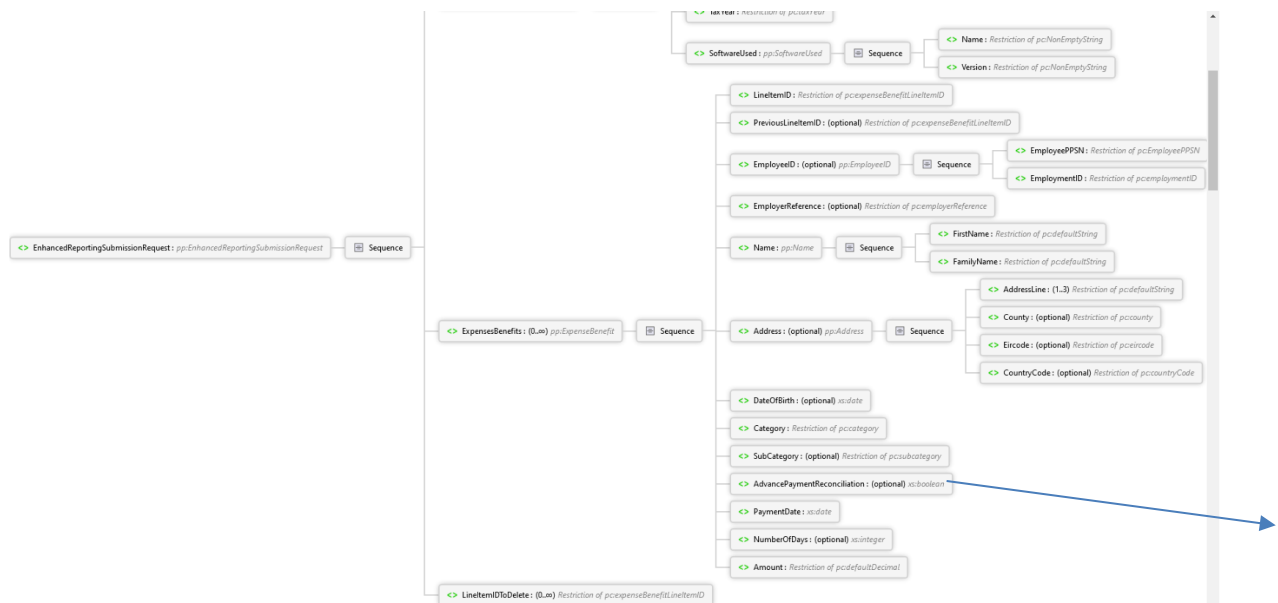 TaxYear : Restriction of pc:taxYear
<> SoftwareUsed : pp:SoftwareUsed
Sequence
<> Name : Restriction of pc:NonEmptyString
<> Version : Restriction of pc:NonEmptyString
<> LineItemID : Restriction of pc:expenseBenefitLineItemID
<> PreviousLineItemID : (optional) Restriction of pc:expenseBenefitLineItemID
<> EmployeeID : (optional) pp:EmployeeID
Sequence
<> EmployeePPSN : Restriction of pc:EmployeePPSN
<> EmploymentID : Restriction of pc:employmentID
<> EmployerReference : (optional) Restriction of pc:employerReference
<> EnhancedReportingSubmissionRequest : pp:EnhancedReportingSubmissionRequest
Sequence
<> Name : pp:Name
Sequence
<> FirstName : Restriction of pc:defaultString
<> FamilyName : Restriction of pc:defaultString
<> ExpensesBenefits : (0..∞) pp:ExpenseBenefit
Sequence
<> Address : (optional) pp:Address
Sequence
<> AddressLine : (1..3) Restriction of pc:defaultString
<> County : (optional) Restriction of pc:county
<> Eircode : (optional) Restriction of pc:eircode
<> CountryCode : (optional) Restriction of pc:countryCode
<> DateOfBirth : (optional) xs:date
<> Category : Restriction of pc:category
<> SubCategory : (optional) Restriction of pc:subcategory
<> AdvancePaymentReconciliation : (optional) xs:boolean
<> PaymentDate : xs:date
<> NumberOfDays : (optional) xs:integer
<> Amount : Restriction of pc:defaultDecimal
<> LineItemIDToDelete : (0..∞) Restriction of pc:expenseBenefitLineItemID